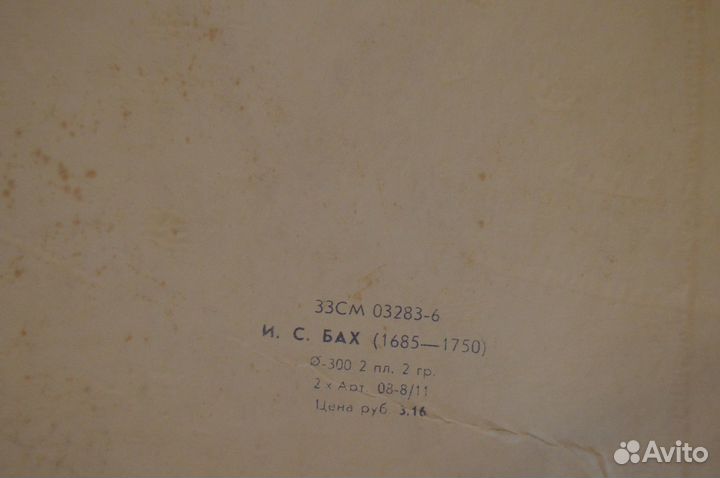 33СМ 03283-6
И. С. БАХ (1685—1750)
Ø-300 2 пл. 2 гр.
2 х Арт. 08-8/11
Цена руб. 3.16
Avito